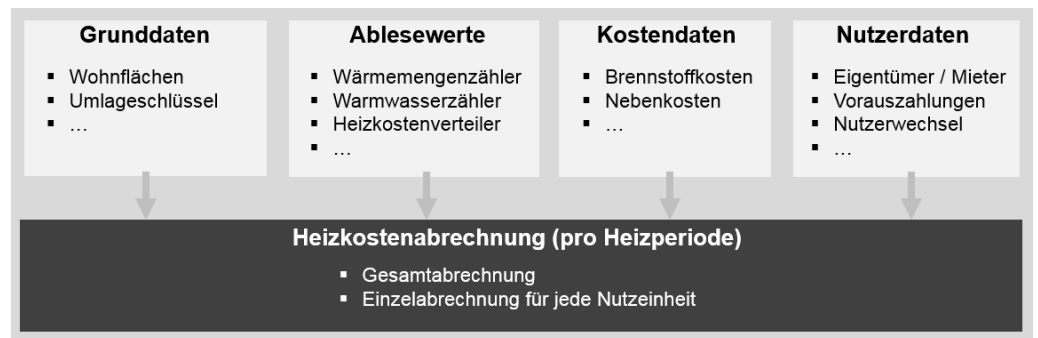 Grunddaten
▪ Wohnflächen
▪ Umlageschlüssel
▪ …
Ablesewerte
▪ Wärmemengenzähler
▪ Warmwasserzähler
▪ Heizkostenverteiler
▪ …
Kostendaten
▪ Brennstoffkosten
▪ Nebenkosten
▪ …
Nutzerdaten
▪ Eigentümer / Mieter
▪ Vorauszahlungen
▪ Nutzerwechsel
▪ …
Heizkostenabrechnung (pro Heizperiode)
▪ Gesamtabrechnung
▪ Einzelabrechnung für jede Nutzeinheit